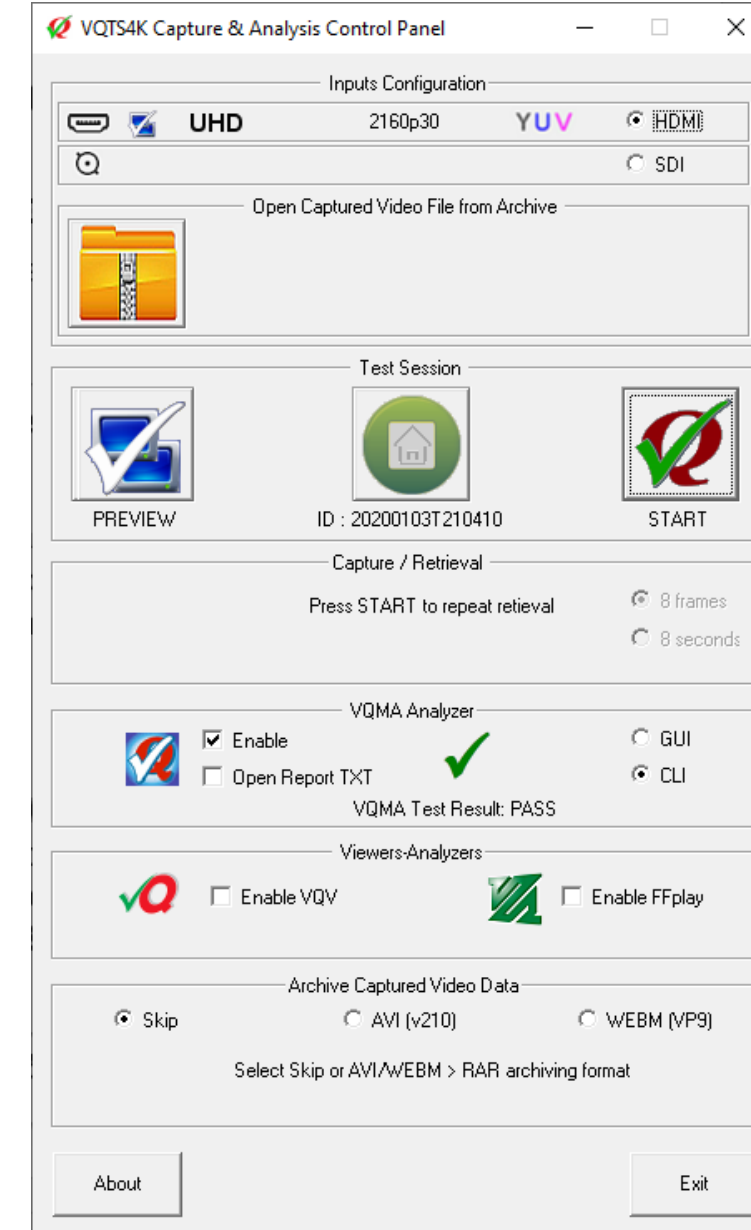 VQTS4K Capture & Analysis Control Panel
Inputs Configuration
UHD 2160p30 YUV HDMI
SDI
Open Captured Video File from Archive
Test Session
PREVIEW ID : 20200103T210410 START
Capture / Retrieval
Press START to repeat retieval 8 frames
8 seconds
VQMA Analyzer
Enable GUI
Open Report TXT CLI
VQMA Test Result: PASS
Viewers-Analyzers
Enable VQV Enable FFplay
Archive Captured Video Data
Skip AVI (v210) WEBM (VP9)
Select Skip or AVI/WEBM > RAR archiving format
About Exit